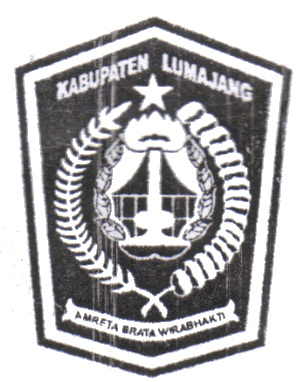 KABUPATEN LUMAJANG
AMRETA BRATA WIRABHAKTI